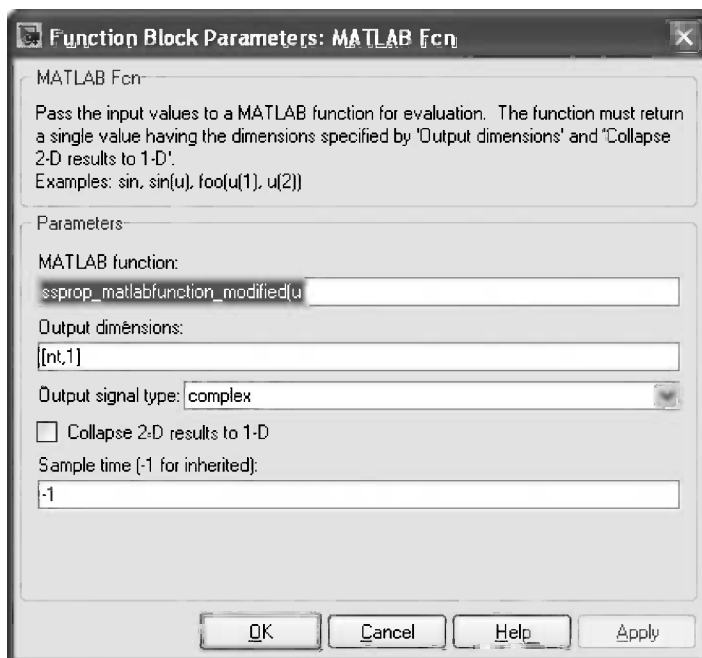 Function Block Parameters: MATLAB Fcn
MATLAB Fcn
Pass the input values to a MATLAB function for evaluation. The function must return
a single value having the dimensions specified by 'Output dimensions' and 'Collapse
2-D results to 1-D'.
Examples: sin, sin(u), foo(u(1), u(2))
Parameters
MATLAB function:
ssprop_matlabfunction_modified(u
Output dimensions:
[nt,1]
Output signal type: complex
Collapse 2-D results to 1-D
Sample time (-1 for inherited):
-1
OK Cancel Help Apply